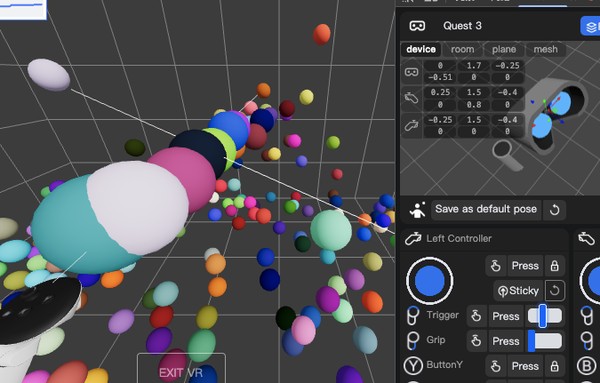 Quest 3
device room plane mesh
0 1.7 −0.25
−0.51 0 0
0.25 1.5 −0.4
0 0.8 0
−0.25 1.5 −0.4
0 0 0
Save as default pose
Left Controller
Press
Sticky
Trigger Press
Grip Press
Y ButtonY Press
B
EXIT VR